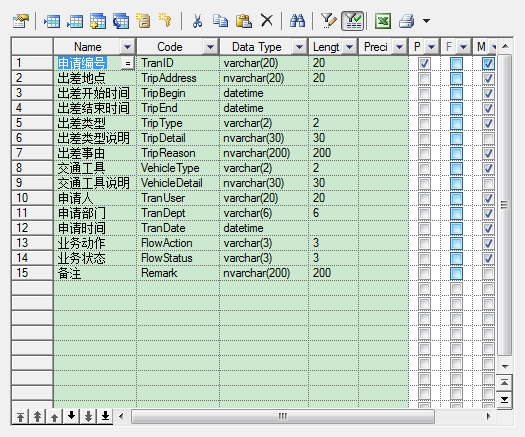 Name Code Data Type Lengt Preci P F M
1 申请编号 = TranID varchar(20) 20
2 出差地点 TripAddress nvarchar(20) 20
3 出差开始时间 TripBegin datetime
4 出差结束时间 TripEnd datetime
5 出差类型 TripType varchar(2) 2
6 出差类型说明 TripDetail nvarchar(30) 30
7 出差事由 TripReason nvarchar(200) 200
8 交通工具 VehicleType varchar(2) 2
9 交通工具说明 VehicleDetail nvarchar(30) 30
10 申请人 TranUser varchar(20) 20
11 申请部门 TranDept varchar(6) 6
12 申请时间 TranDate datetime
13 业务动作 FlowAction varchar(3) 3
14 业务状态 FlowStatus varchar(3) 3
15 备注 Remark nvarchar(200) 200